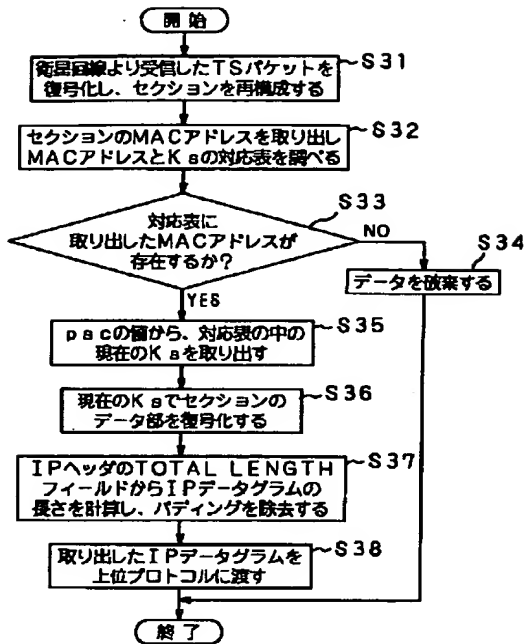 開始
衛星回線より受信したTSパケットを
復号化し、セクションを再構成する
S31
セクションのMACアドレスを取り出し
MACアドレスとKsの対応表を調べる
S32
対応表に
取り出したMACアドレスが
存在するか?
S33
NO
S34
データを破棄する
YES
pscの値から、対応表の中の
現在のKsを取り出す
S35
現在のKsでセクションの
データ部を復号化する
S36
IPヘッダのTOTAL LENGTH
フィールドからIPデータグラムの
長さを計算し、パディングを除去する
S37
取り出したIPデータグラムを
上位プロトコルに渡す
S38
終了